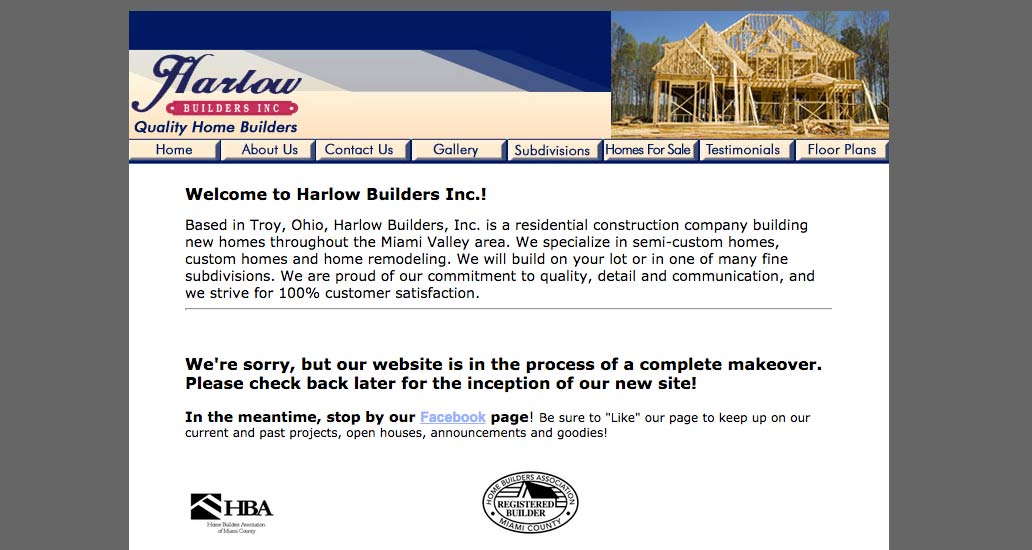 Harlow
BUILDERS INC
Quality Home Builders
Home About Us Contact Us Gallery Subdivisions Homes For Sale Testimonials Floor Plans
Welcome to Harlow Builders Inc.!
Based in Troy, Ohio, Harlow Builders, Inc. is a residential construction company building
new homes throughout the Miami Valley area. We specialize in semi-custom homes,
custom homes and home remodeling. We will build on your lot or in one of many fine
subdivisions. We are proud of our commitment to quality, detail and communication, and
we strive for 100% customer satisfaction.
We're sorry, but our website is in the process of a complete makeover.
Please check back later for the inception of our new site!
In the meantime, stop by our Facebook page! Be sure to "Like" our page to keep up on our
current and past projects, open houses, announcements and goodies!
HBA
Home Builders Association
of Miami County
HOME BUILDERS ASSOCIATION
REGISTERED
BUILDER
MIAMI COUNTY